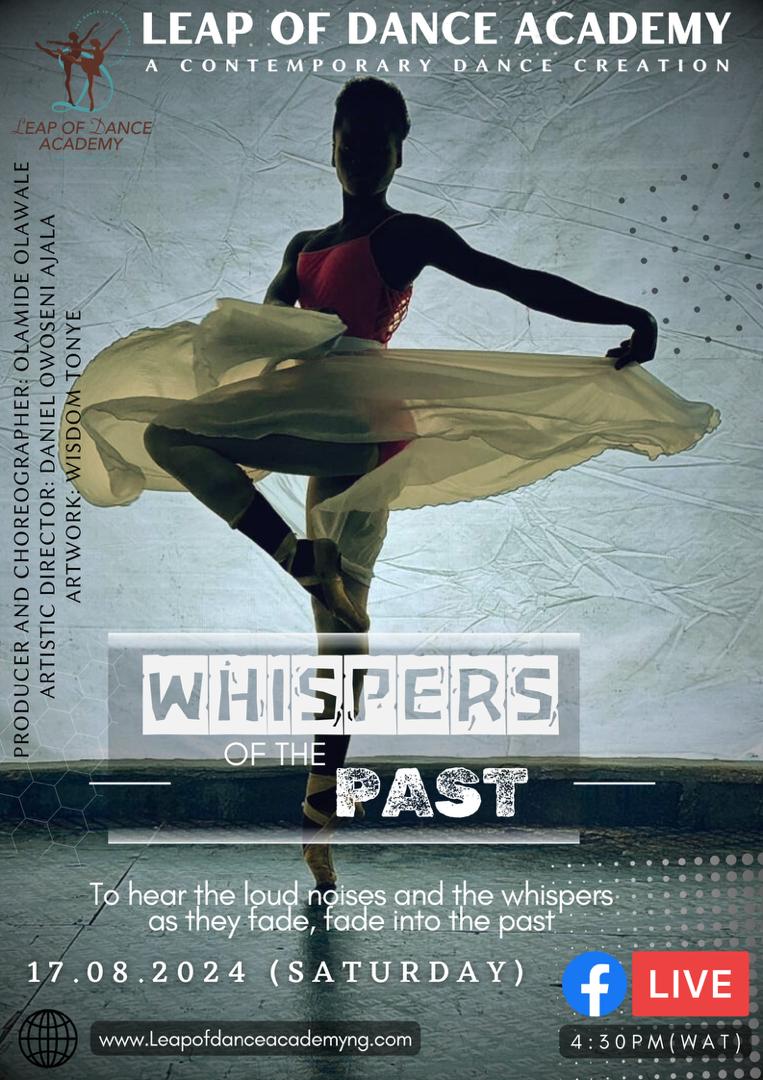 LEAP OF DANCE ACADEMY
A CONTEMPORARY DANCE CREATION
LEAP OF DANCE
ACADEMY
PRODUCER AND CHOREOGRAPHER: OLAMIDE OLAWALE
ARTISTIC DIRECTOR: DANIEL OWOSENI AJALA
ARTWORK: WISDOM TONYE
WHISPERS
OF THE
PAST
To hear the loud noises and the whispers
as they fade, fade into the past
17.08.2024 (SATURDAY)
LIVE
www.Leapofdanceacademyng.com
4:30PM(WAT)